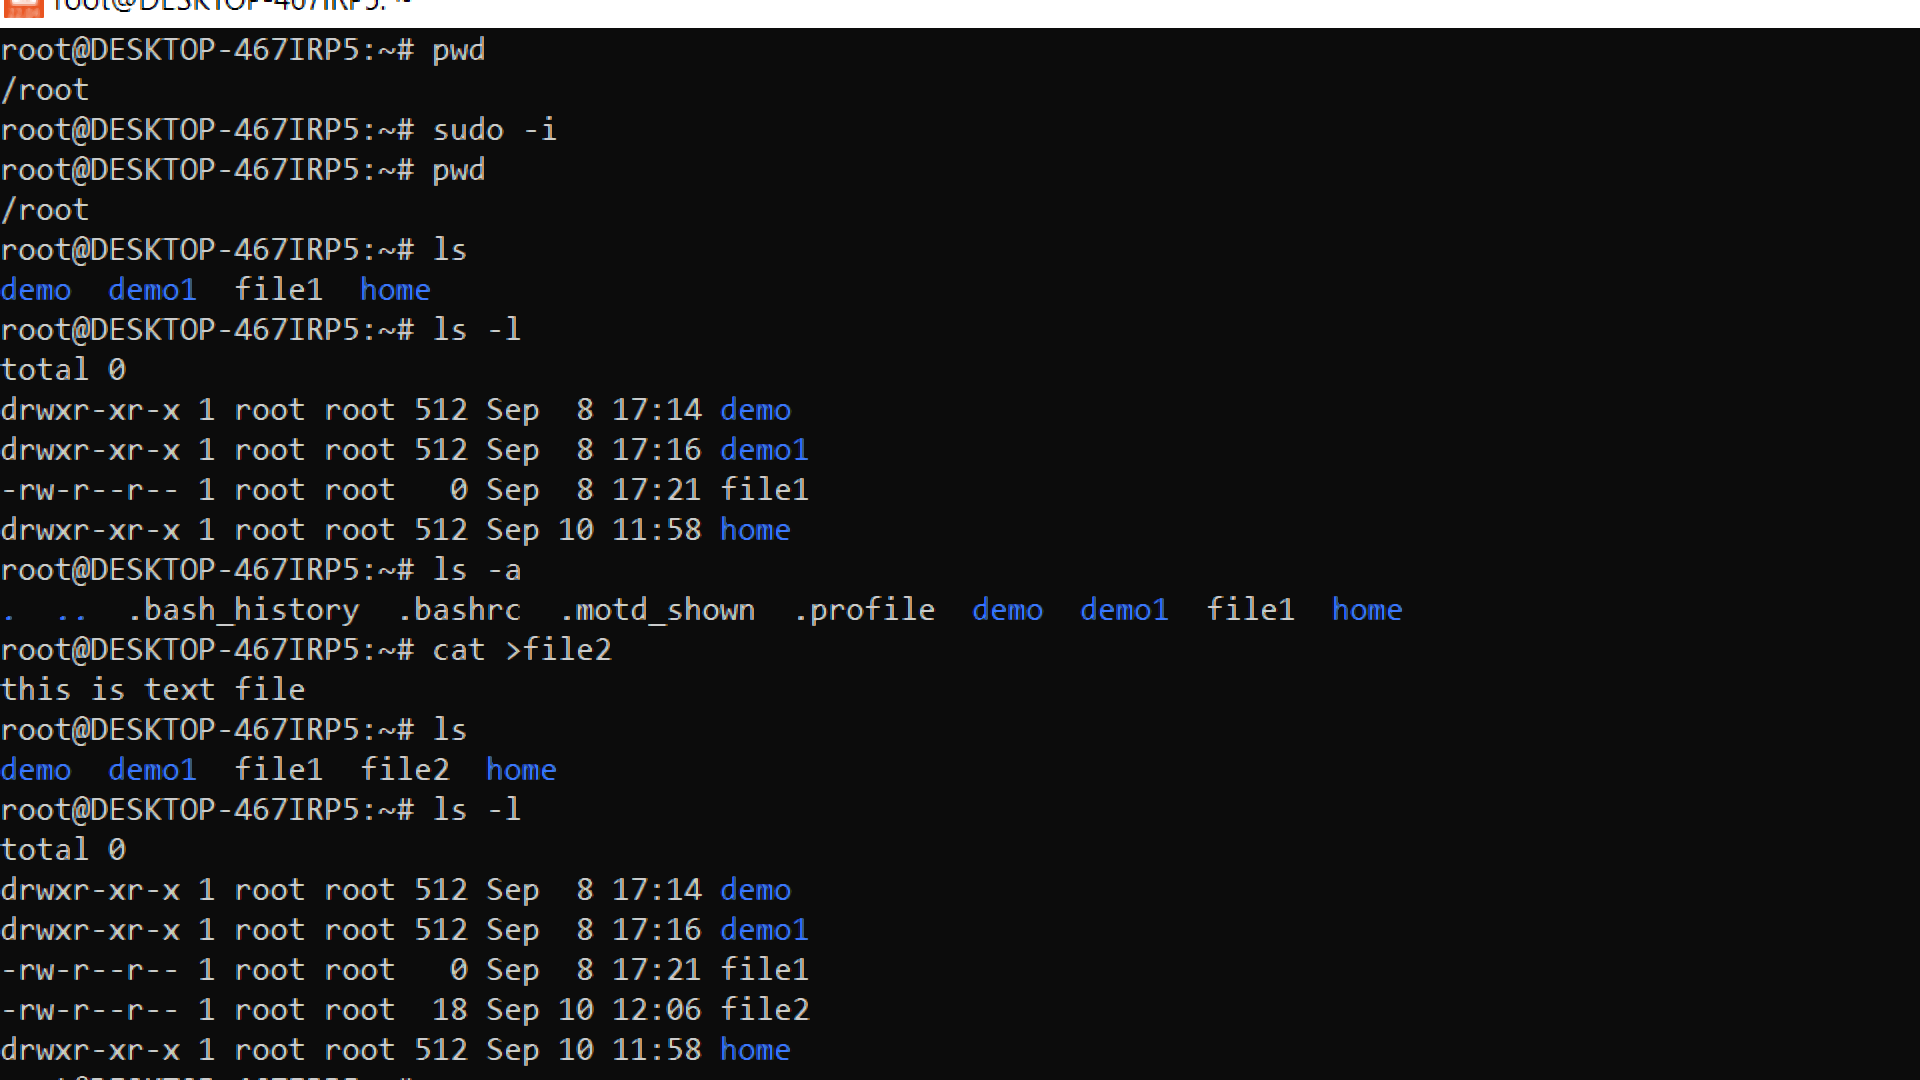 root@DESKTOP-467IRP5: ~
root@DESKTOP-467IRP5:~# pwd
/root
root@DESKTOP-467IRP5:~# sudo -i
root@DESKTOP-467IRP5:~# pwd
/root
root@DESKTOP-467IRP5:~# ls
demo  demo1  file1  home
root@DESKTOP-467IRP5:~# ls -l
total 0
drwxr-xr-x 1 root root 512 Sep  8 17:14 demo
drwxr-xr-x 1 root root 512 Sep  8 17:16 demo1
-rw-r--r-- 1 root root   0 Sep  8 17:21 file1
drwxr-xr-x 1 root root 512 Sep 10 11:58 home
root@DESKTOP-467IRP5:~# ls -a
.  ..  .bash_history  .bashrc  .motd_shown  .profile  demo  demo1  file1  home
root@DESKTOP-467IRP5:~# cat >file2
this is text file
root@DESKTOP-467IRP5:~# ls
demo  demo1  file1  file2  home
root@DESKTOP-467IRP5:~# ls -l
total 0
drwxr-xr-x 1 root root 512 Sep  8 17:14 demo
drwxr-xr-x 1 root root 512 Sep  8 17:16 demo1
-rw-r--r-- 1 root root   0 Sep  8 17:21 file1
-rw-r--r-- 1 root root  18 Sep 10 12:06 file2
drwxr-xr-x 1 root root 512 Sep 10 11:58 home